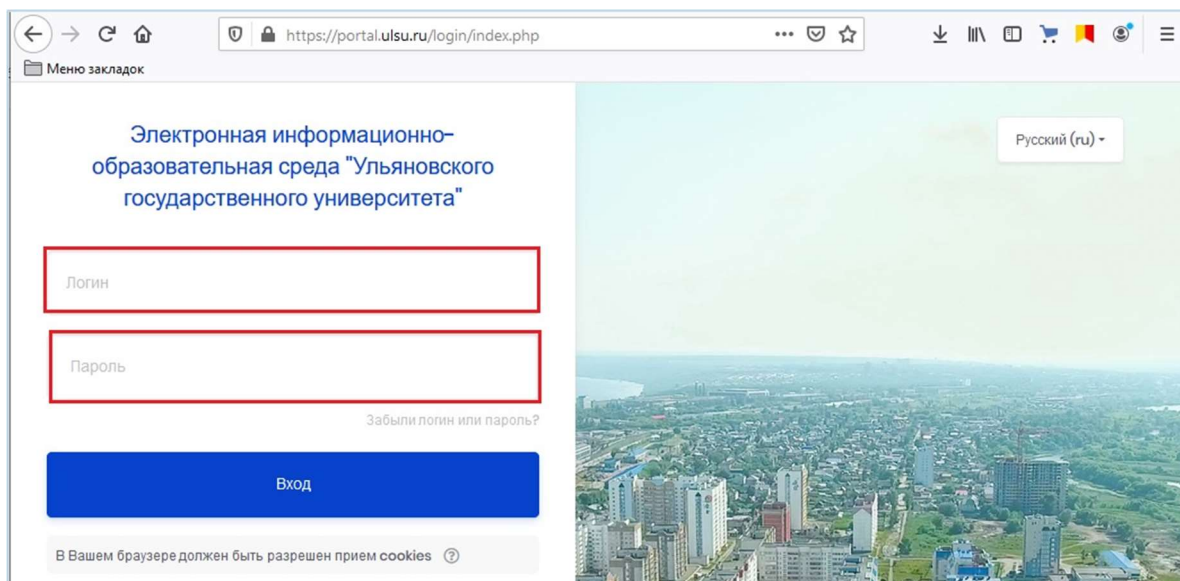 https://portal.ulsu.ru/login/index.php
Меню закладок
Электронная информационно-
образовательная среда "Ульяновского
государственного университета"
Русский (ru)
Логин
Пароль
Забыли логин или пароль?
Вход
В Вашем браузере должен быть разрешен прием cookies